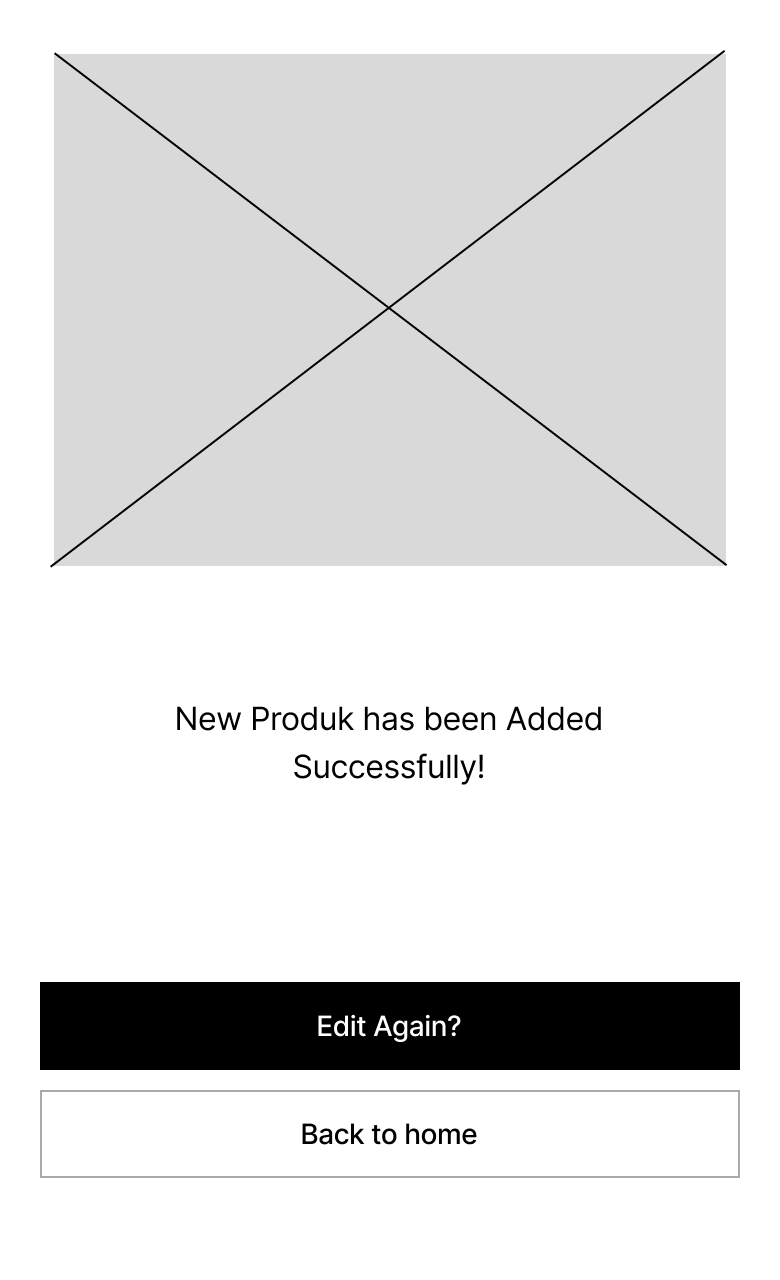 New Produk has been Added
Successfully!
Edit Again?
Back to home